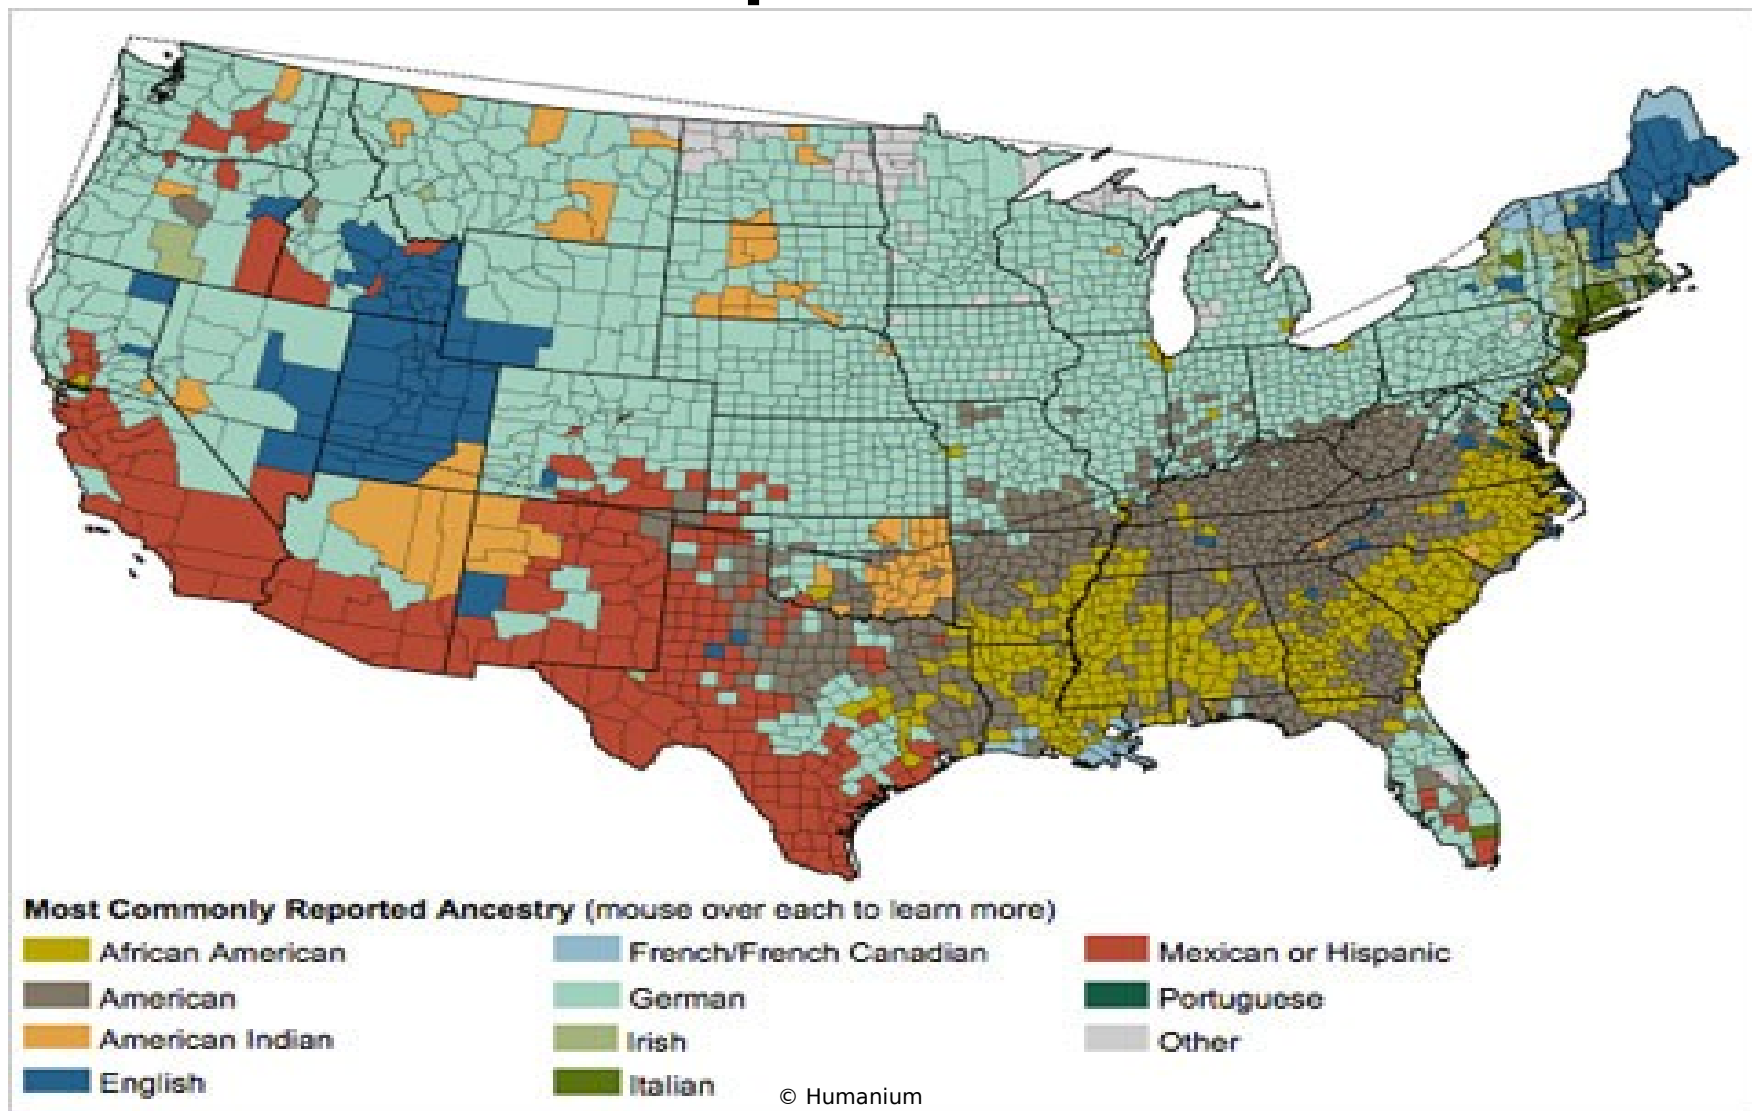 Most Commonly Reported Ancestry (mouse over each to learn more)
African American
American
American Indian
English
French/French Canadian
German
Irish
Italian
Mexican or Hispanic
Portuguese
Other
© Humanium